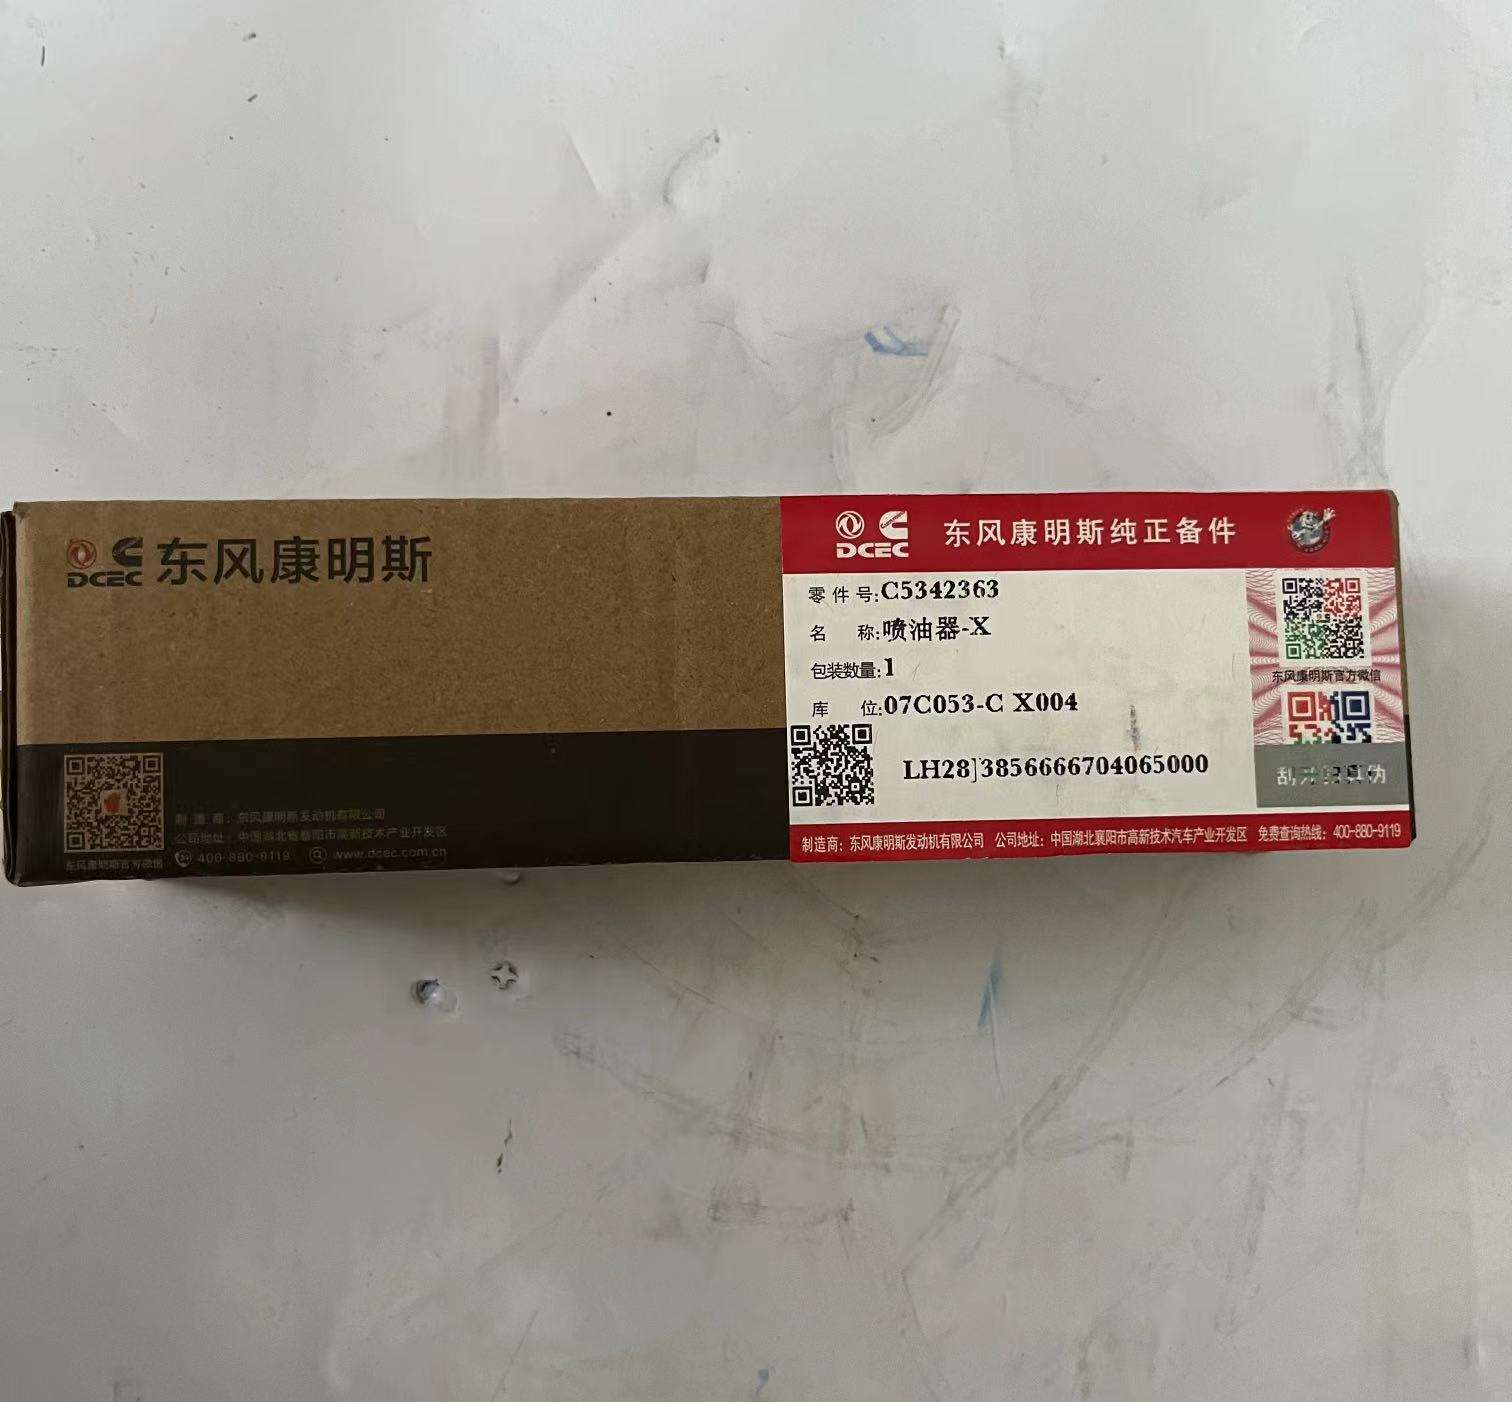 DCEC 东风康明斯
制造商：东风康明斯发动机有限公司
公司地址：中国湖北省襄阳市高新技术产业开发区
400-880-9119 www.dcec.com.cn
东风康明斯官方微信
DCEC 东风康明斯纯正备件
零件号:C5342363
名称:喷油器-X
包装数量:1
库位:07C053-C X004
LH28]3856666704065000
东风康明斯官方微信
制造商：东风康明斯发动机有限公司 公司地址：中国湖北襄阳市高新技术汽车产业开发区 免费查询热线：400-880-9119